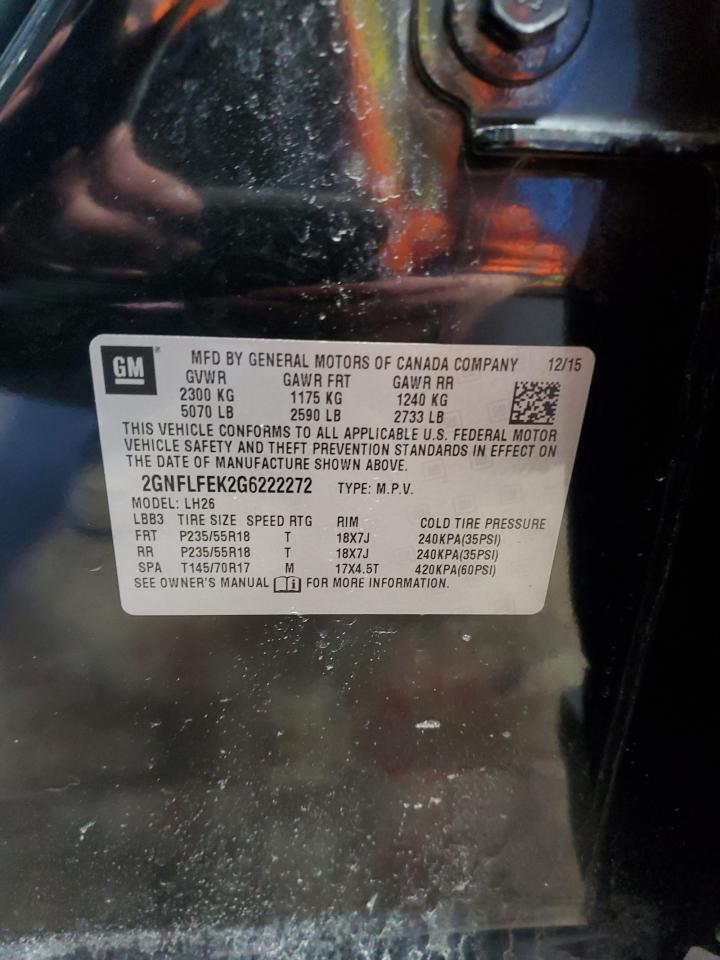 GM
MFD BY GENERAL MOTORS OF CANADA COMPANY 12/15
GVWR GAWR FRT GAWR RR
2300 KG 1175 KG 1240 KG
5070 LB 2590 LB 2733 LB
THIS VEHICLE CONFORMS TO ALL APPLICABLE U.S. FEDERAL MOTOR
VEHICLE SAFETY AND THEFT PREVENTION STANDARDS IN EFFECT ON
THE DATE OF MANUFACTURE SHOWN ABOVE.
2GNFLFEK2G6222272 TYPE: M.P.V.
MODEL: LH26
LBB3 TIRE SIZE SPEED RTG RIM COLD TIRE PRESSURE
FRT P235/55R18 T 18X7J 240KPA(35PSI)
RR P235/55R18 T 18X7J 240KPA(35PSI)
SPA T145/70R17 M 17X4.5T 420KPA(60PSI)
SEE OWNER'S MANUAL FOR MORE INFORMATION.